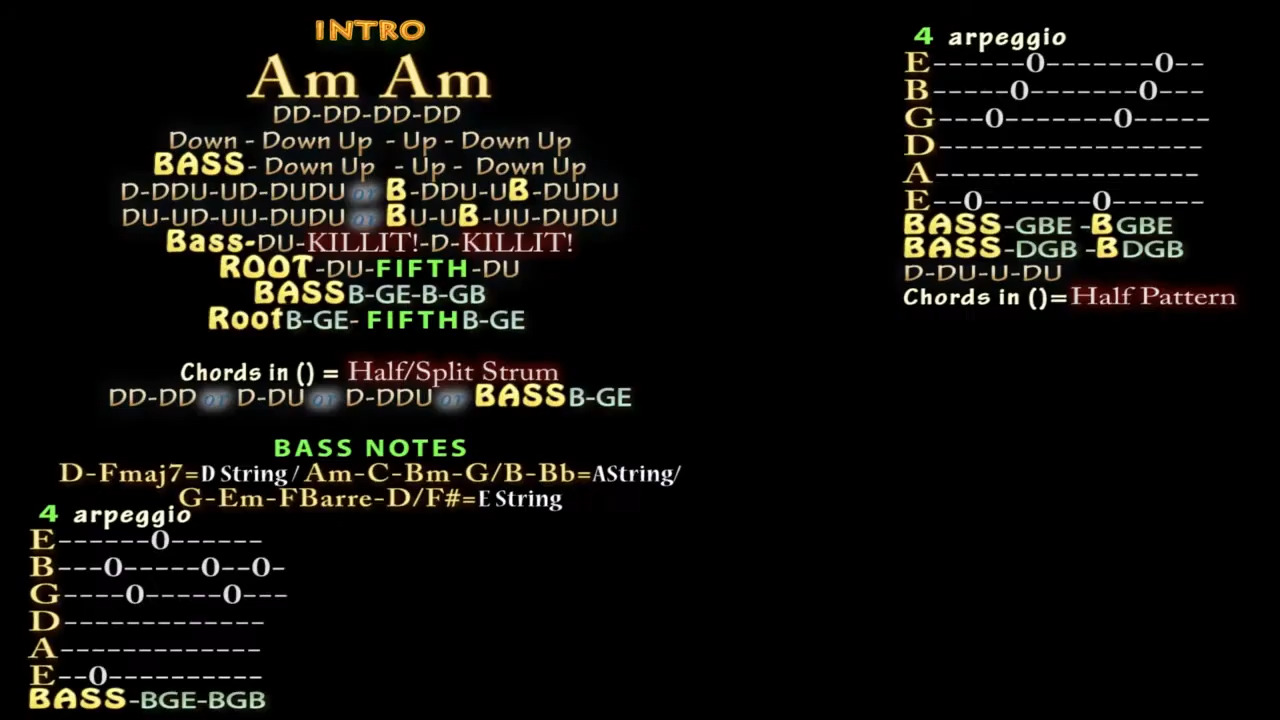 INTRO
Am Am
DD-DD-DD-DD
Down - Down Up - Up - Down Up
BASS - Down Up - Up - Down Up
D-DDU-UD-DUDU or B-DDU-UB-DUDU
DU-UD-UU-DUDU or BU-UB-UU-DUDU
Bass-DU-KILLIT!-D-KILLIT!
ROOT-DU-FIFTH-DU
BASS B-GE-B-GB
Root B-GE- FIFTH B-GE
Chords in () = Half/Split Strum
DD-DD or D-DU or D-DDU or BASS B-GE
BASS NOTES
D-Fmaj7=D String / Am-C-Bm-G/B-Bb=AString/
G-Em-FBarre-D/F#=E String
4 arpeggio
E------0------
B---0-----0--0-
G----0-----0---
D------------
A------------
E--0----------
BASS-BGE-BGB
4 arpeggio
E------0-------0--
B-----0-------0---
G---0-------0-----
D-----------------
A-----------------
E--0-------0------
BASS-GBE -BGBE
BASS-DGB -BDGB
D-DU-U-DU
Chords in ()=Half Pattern